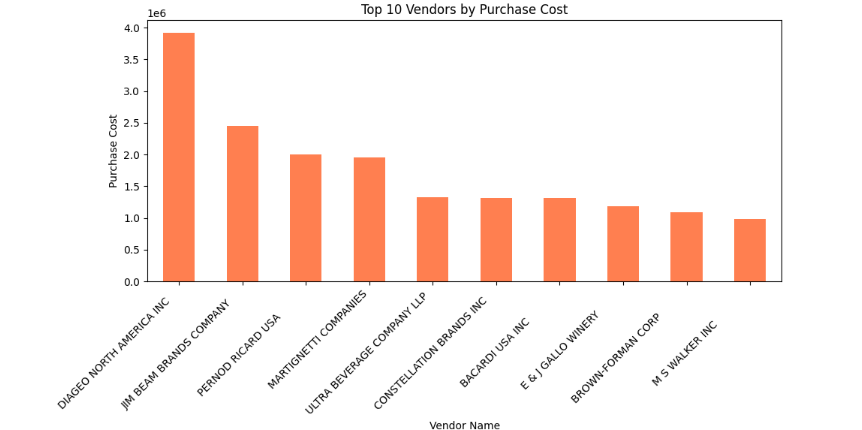 Top 10 Vendors by Purchase Cost
1e6
4.0
3.5
3.0
2.5
2.0
1.5
1.0
0.5
0.0
Purchase Cost
DIAGEO NORTH AMERICA INC
JIM BEAM BRANDS COMPANY
PERNOD RICARD USA
MARTIGNETTI COMPANIES
ULTRA BEVERAGE COMPANY LLP
CONSTELLATION BRANDS INC
BACARDI USA INC
E & J GALLO WINERY
BROWN-FORMAN CORP
M S WALKER INC
Vendor Name